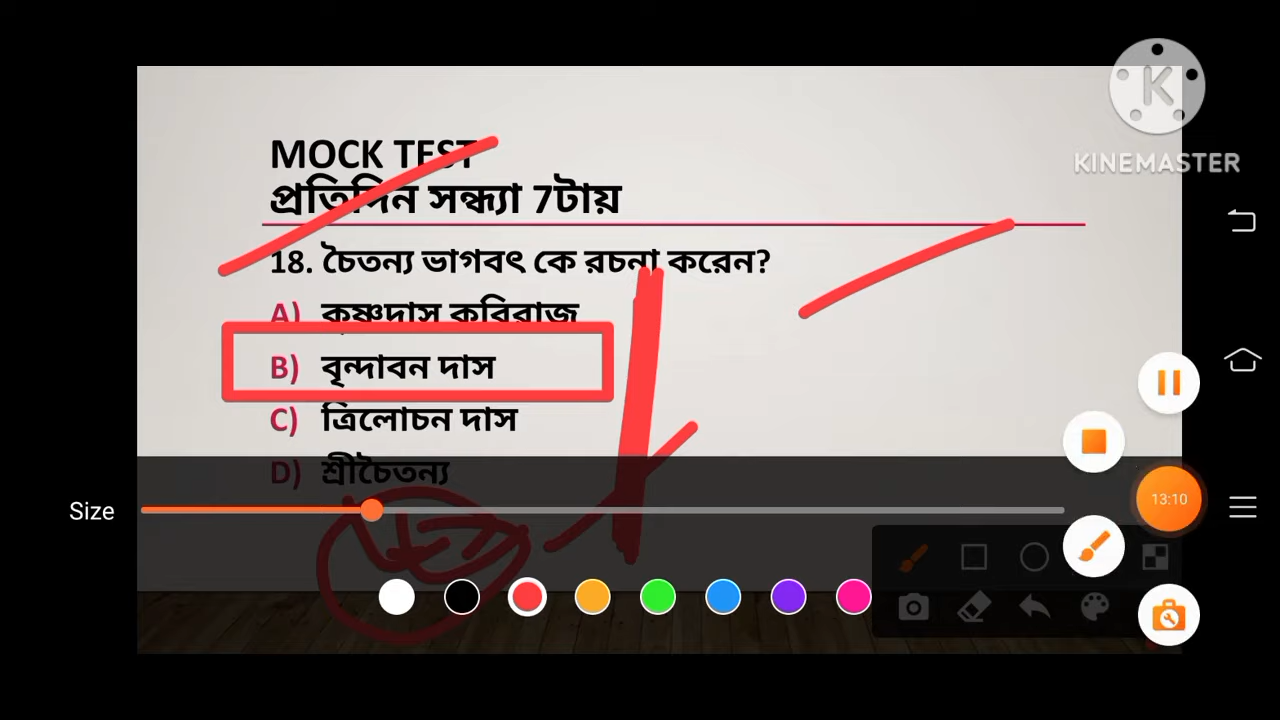 MOCK TEST
প্রতিদিন সন্ধ্যা 7টায়
18. চৈতন্য ভাগবৎ কে রচনা করেন?
A) কৃষ্ণদাস কবিরাজ
B) বৃন্দাবন দাস
C) ত্রিলোচন দাস
D) শ্রীচৈতন্য
Size
13:10
K
KINEMASTER